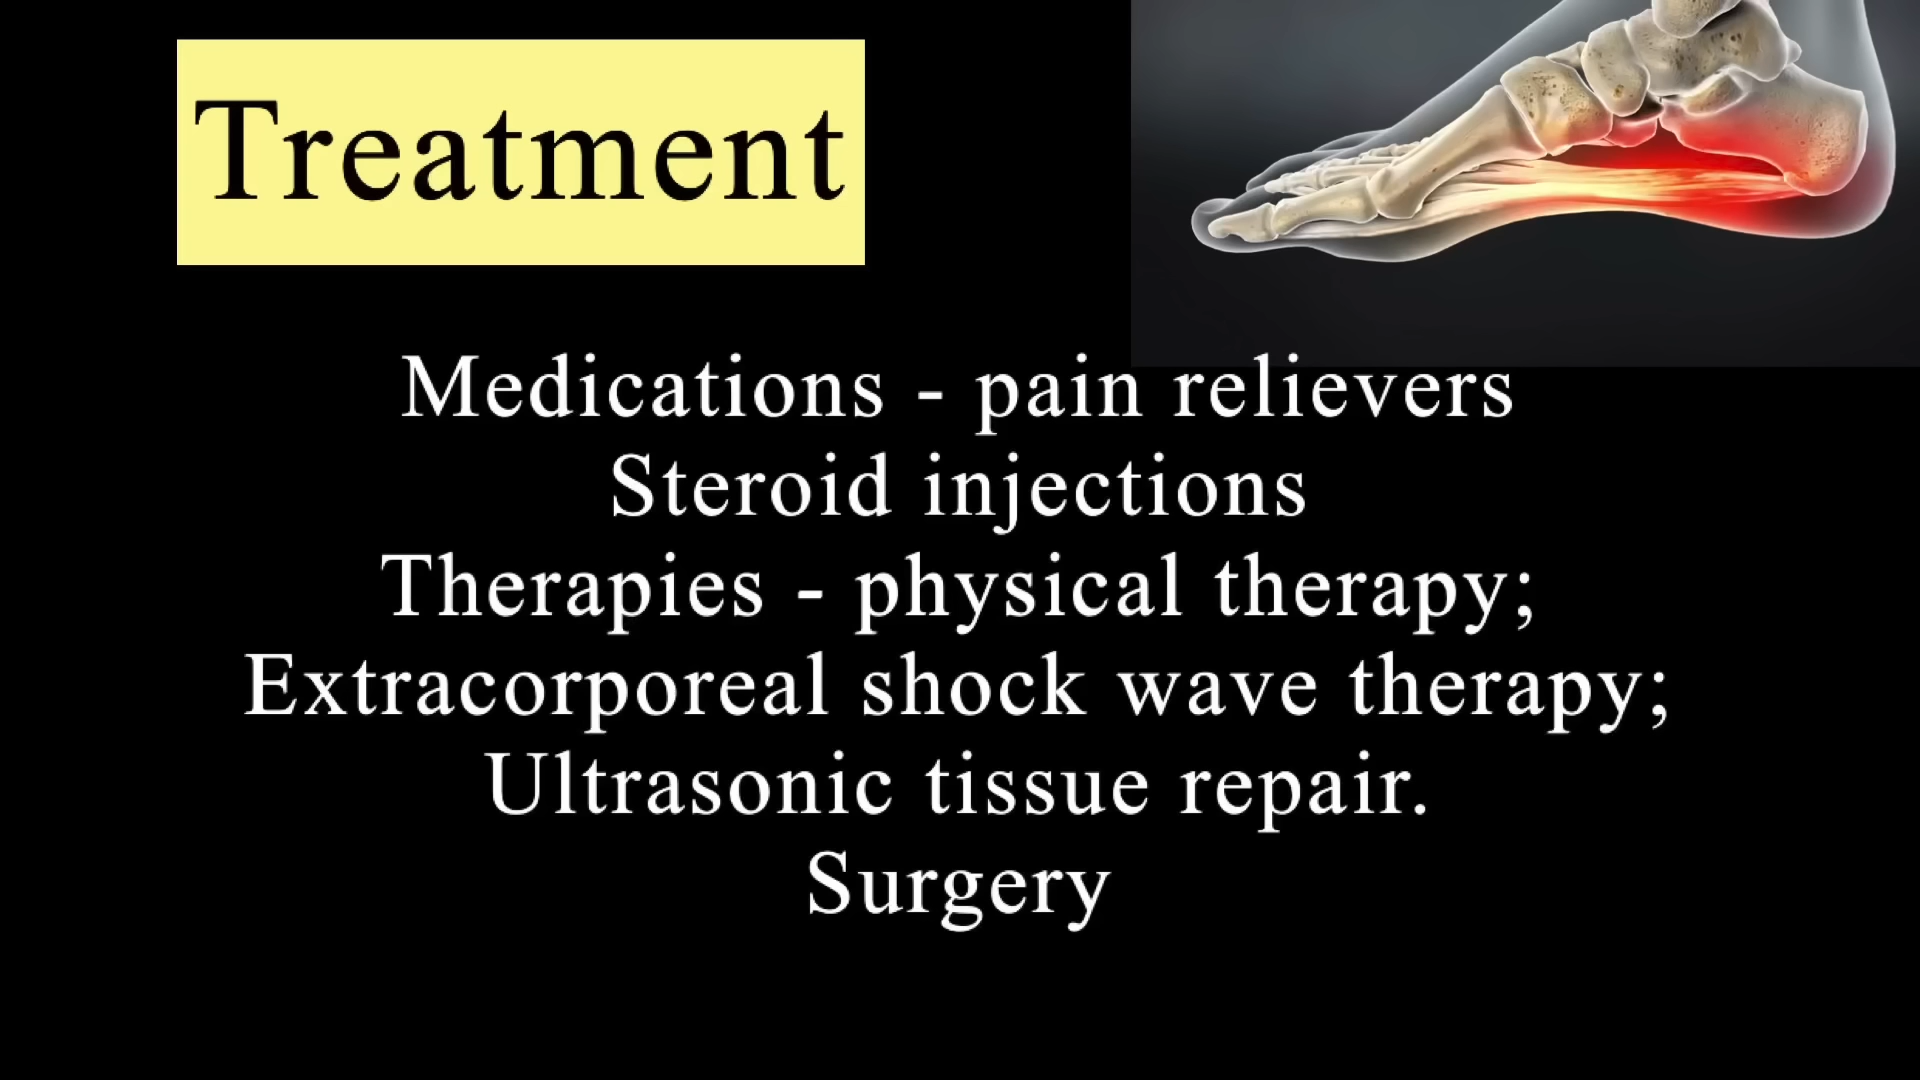 Treatment
Medications - pain relievers
Steroid injections
Therapies - physical therapy;
Extracorporeal shock wave therapy;
Ultrasonic tissue repair.
Surgery